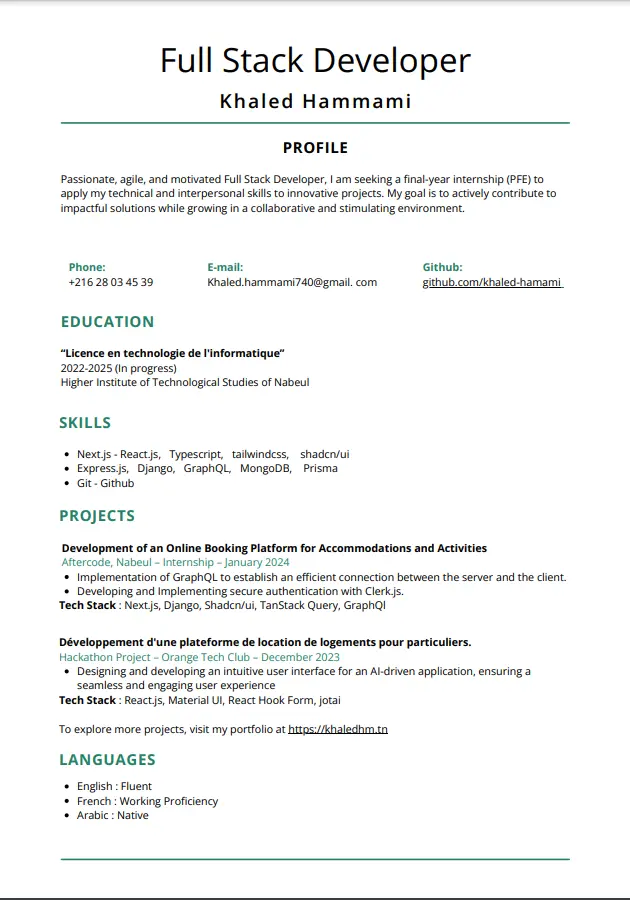 Full Stack Developer
Khaled Hammami
PROFILE
Passionate, agile, and motivated Full Stack Developer, I am seeking a final-year internship (PFE) to
apply my technical and interpersonal skills to innovative projects. My goal is to actively contribute to
impactful solutions while growing in a collaborative and stimulating environment.
Phone: E-mail: Github:
+216 28 03 45 39 Khaled.hammami740@gmail. com github.com/khaled-hamami
EDUCATION
“Licence en technologie de l'informatique”
2022-2025 (In progress)
Higher Institute of Technological Studies of Nabeul
SKILLS
• Next.js - React.js, Typescript, tailwindcss, shadcn/ui
• Express.js, Django, GraphQL, MongoDB, Prisma
• Git - Github
PROJECTS
Development of an Online Booking Platform for Accommodations and Activities
Aftercode, Nabeul – Internship – January 2024
• Implementation of GraphQL to establish an efficient connection between the server and the client.
• Developing and Implementing secure authentication with Clerk.js.
Tech Stack : Next.js, Django, Shadcn/ui, TanStack Query, GraphQl
Développement d'une plateforme de location de logements pour particuliers.
Hackathon Project – Orange Tech Club – December 2023
• Designing and developing an intuitive user interface for an AI-driven application, ensuring a
seamless and engaging user experience
Tech Stack : React.js, Material UI, React Hook Form, jotai
To explore more projects, visit my portfolio at https://khaledhm.tn
LANGUAGES
• English : Fluent
• French : Working Proficiency
• Arabic : Native